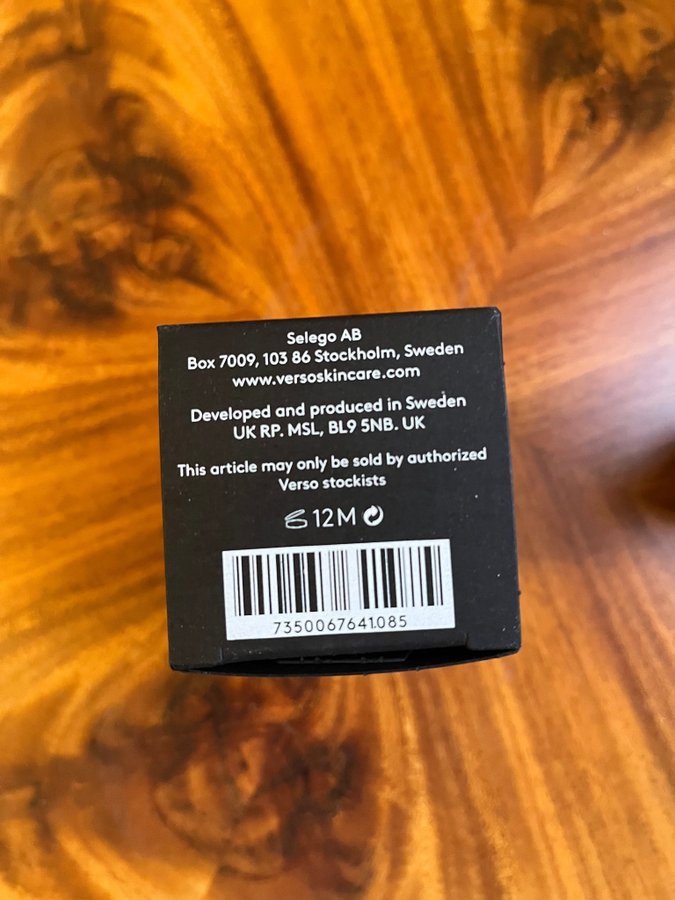 Selego AB
Box 7009, 103 86 Stockholm, Sweden
www.versoskincare.com
Developed and produced in Sweden
UK RP. MSL, BL9 5NB. UK
This article may only be sold by authorized
Verso stockists
12M
7350067641085